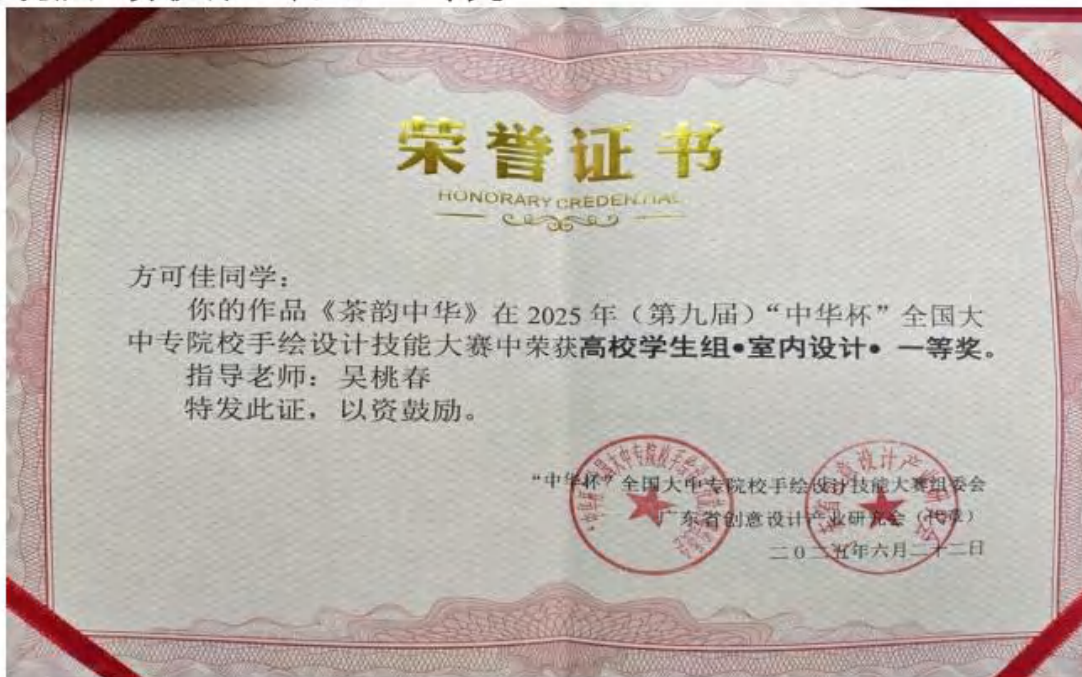 荣誉证书
HONORARY CREDENTIAL
方可佳同学：
你的作品《茶韵中华》在 2025 年（第九届）“中华杯”全国大
中专院校手绘设计技能大赛中荣获高校学生组•室内设计• 一等奖。
指导老师：吴桃春
特发此证，以资鼓励。
“中华杯”全国大中专院校手绘设计技能大赛组委会
广东省创意设计产业研究会（代章）
二0二五年六月二十二日